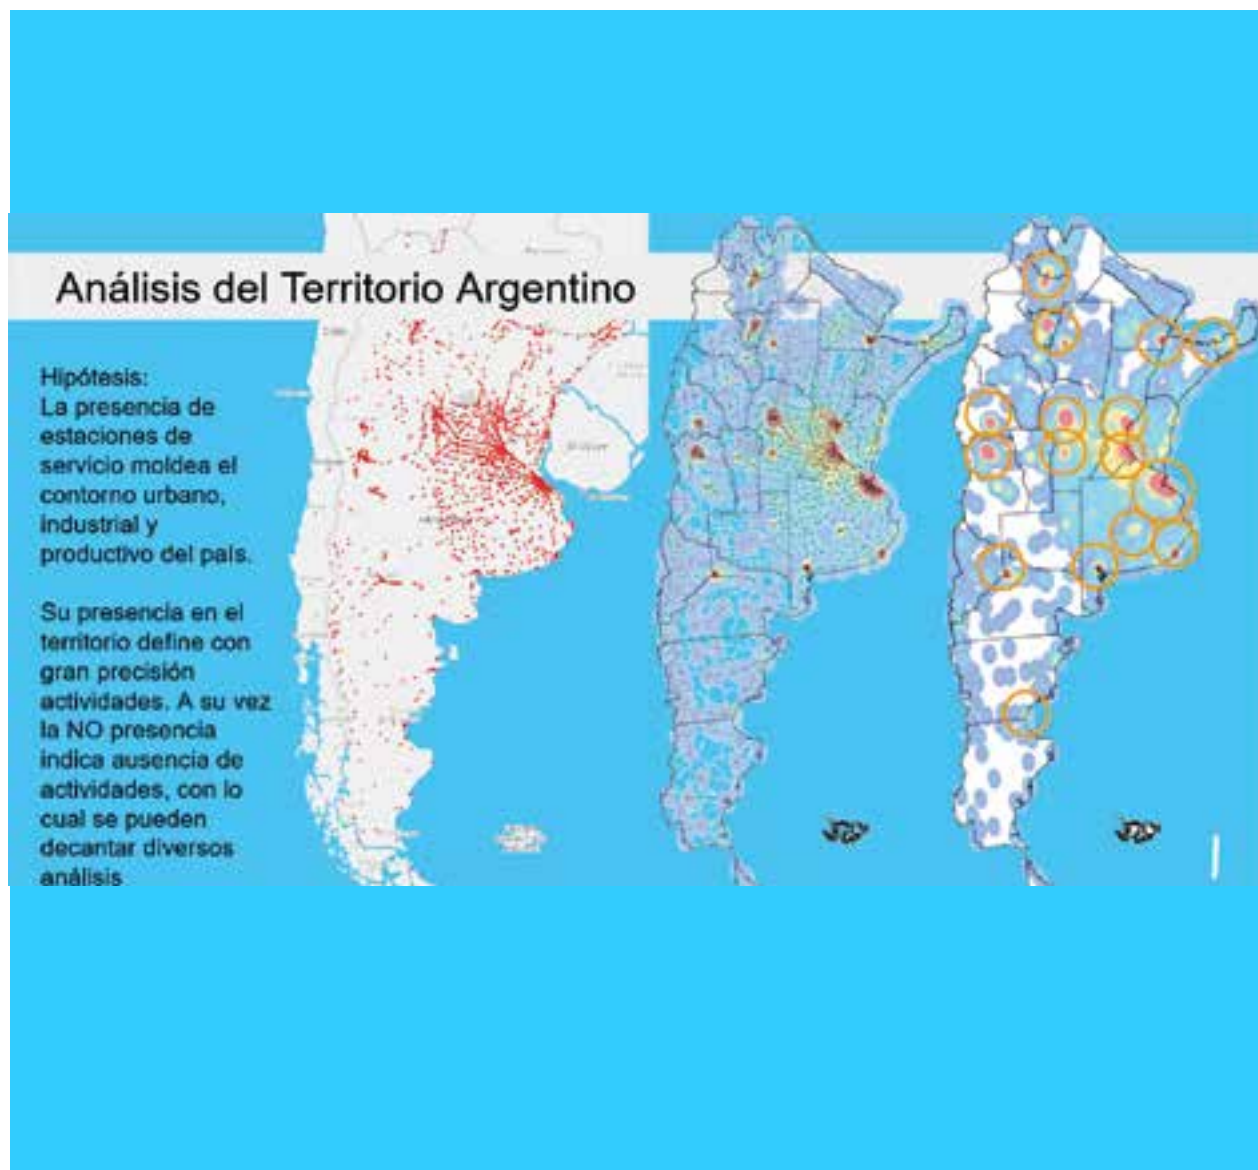 Análisis del Territorio Argentino
Hipótesis:
La presencia de
estaciones de
servicio moldea el
contorno urbano,
industrial y
productivo del país.
Su presencia en el
territorio define con
gran precisión
actividades. A su vez
la NO presencia
indica ausencia de
actividades, con lo
cual se pueden
decantar diversos
análisis